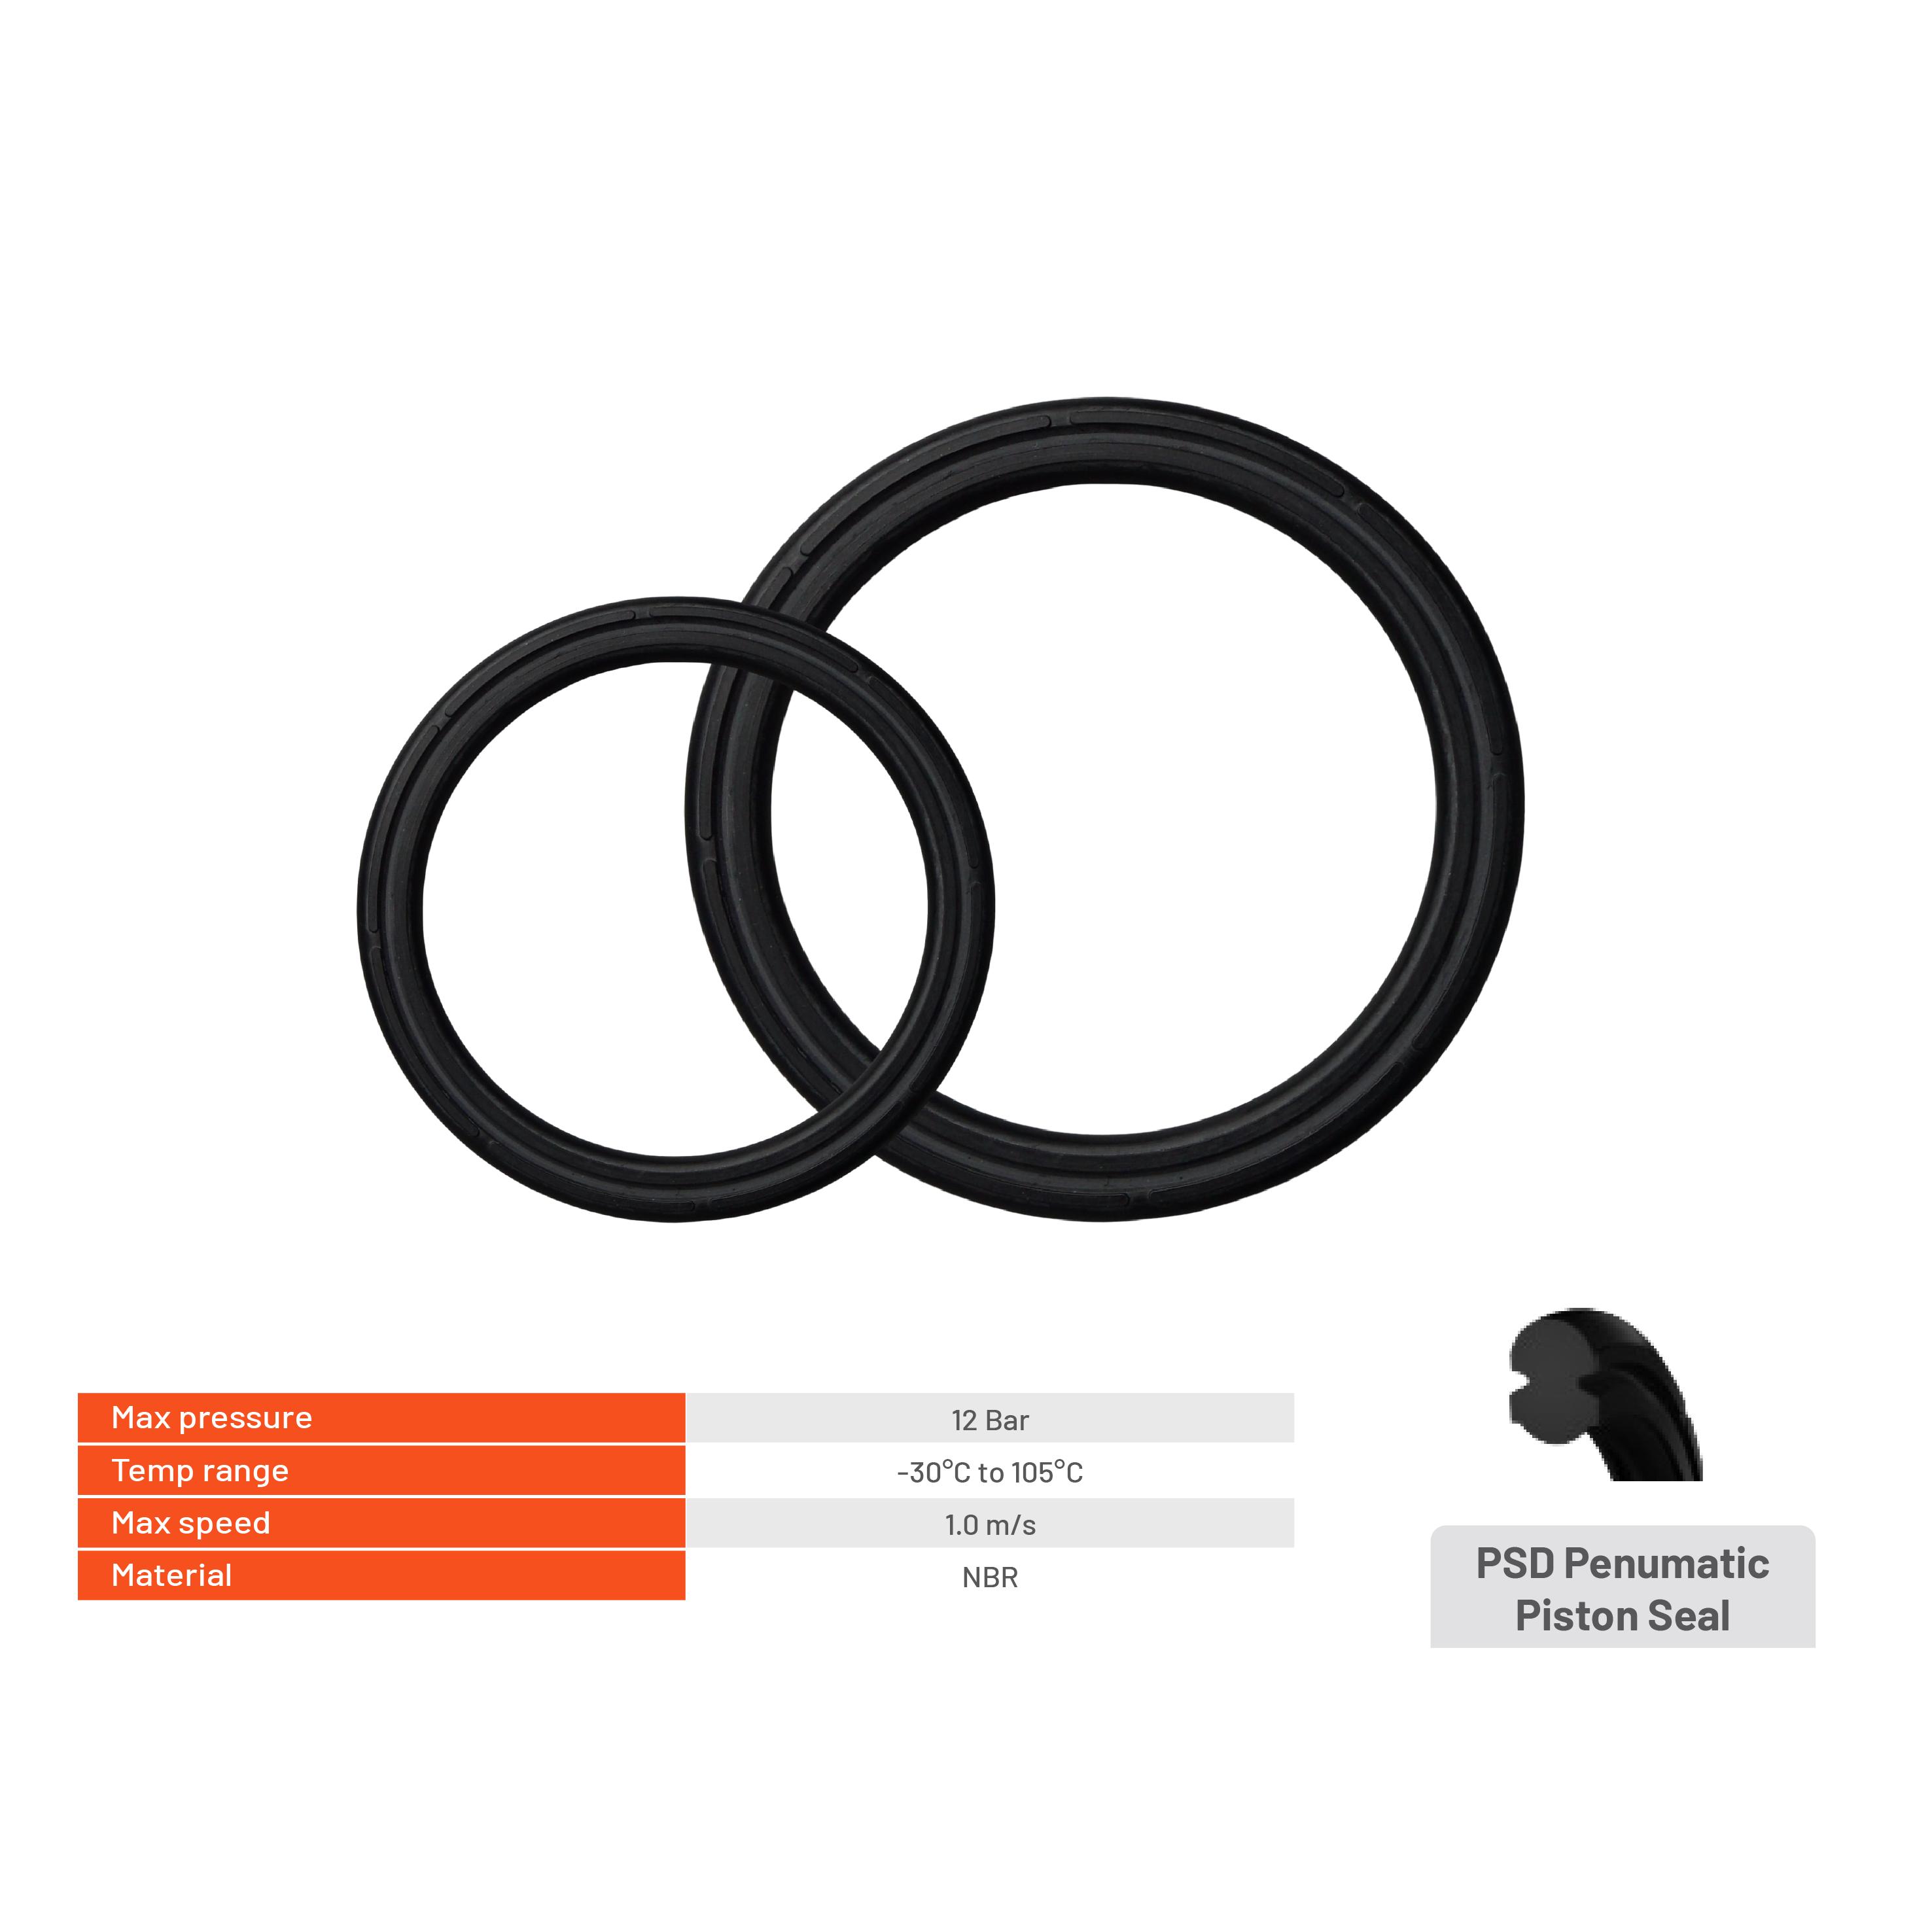 Max pressure 12 Bar
Temp range -30°C to 105°C
Max speed 1.0 m/s
Material NBR
PSD Penumatic
Piston Seal